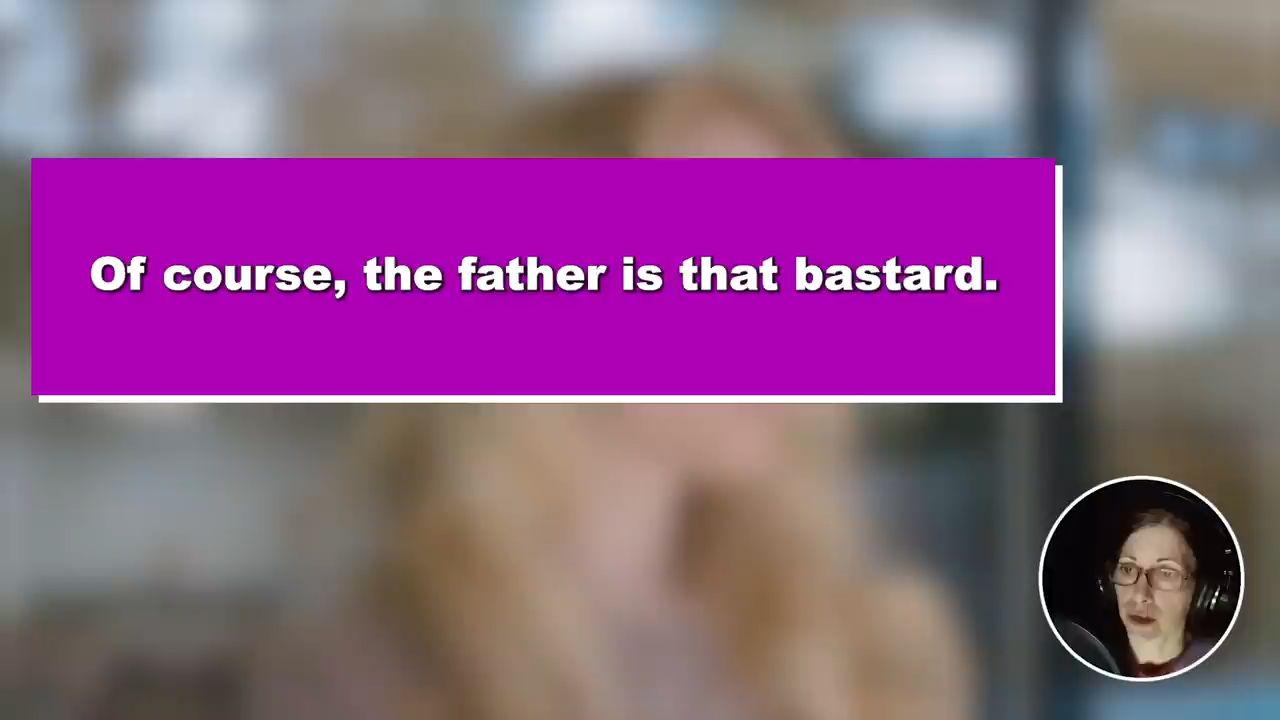 Of course, the father is that bastard.